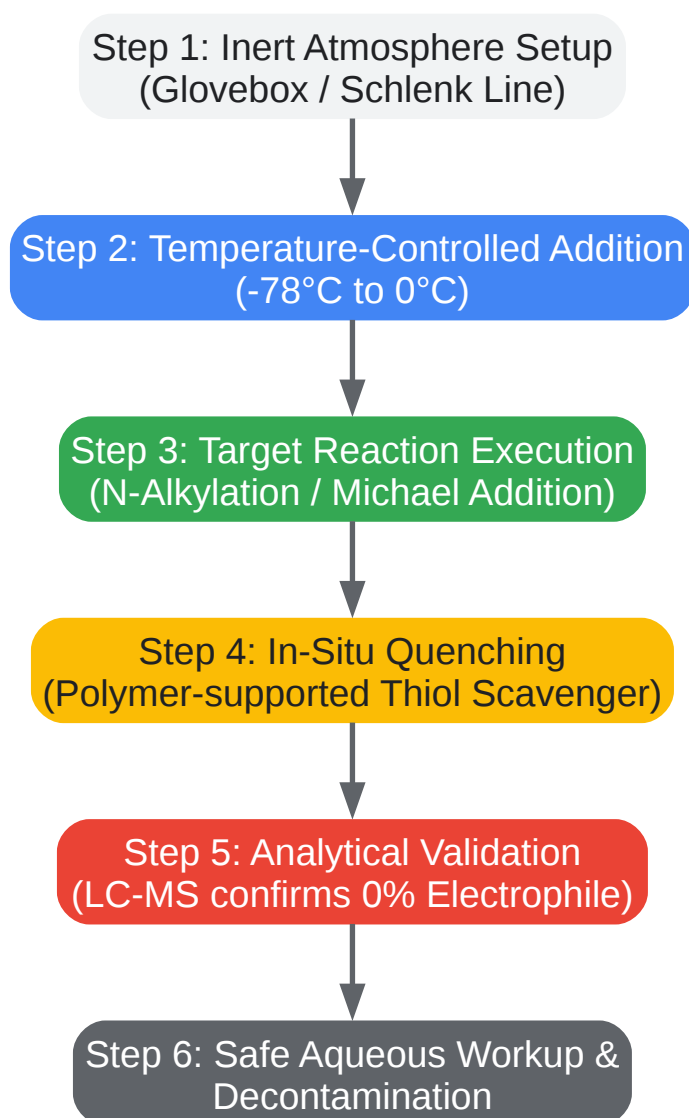 Step 1: Inert Atmosphere Setup
(Glovebox / Schlenk Line)
Step 2: Temperature-Controlled Addition
(-78°C to 0°C)
Step 3: Target Reaction Execution
(N-Alkylation / Michael Addition)
Step 4: In-Situ Quenching
(Polymer-supported Thiol Scavenger)
Step 5: Analytical Validation
(LC-MS confirms 0% Electrophile)
Step 6: Safe Aqueous Workup &
Decontamination